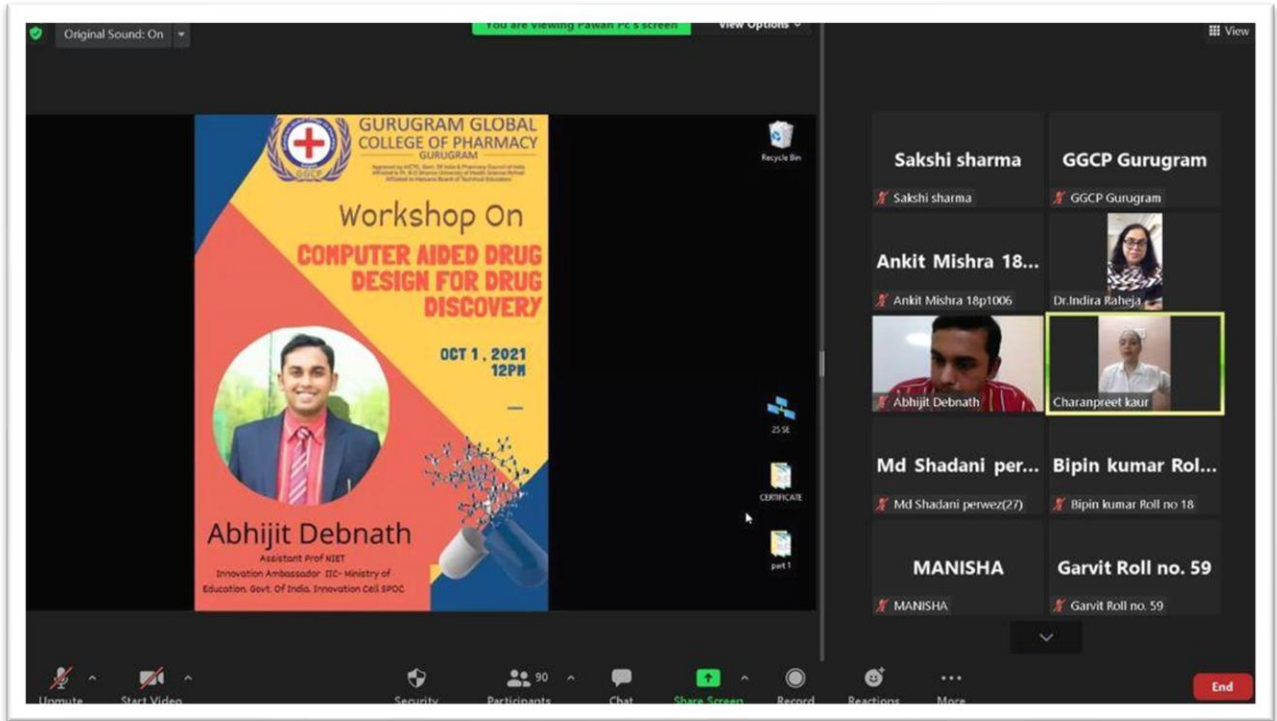 Original Sound: On
You are viewing Pawan Pc's screen
View Options
View
GGCP
GURUGRAM GLOBAL
COLLEGE OF PHARMACY
GURUGRAM
Workshop On
COMPUTER AIDED DRUG
DESIGN FOR DRUG
DISCOVERY
OCT 1 , 2021
12PM
Abhijit Debnath
Assistant Prof NIET
Innovation Ambassador IIC- Ministry of
Education, Govt. Of India, Innovation Cell SPOC
Recycle Bin
25 SE
CERTIFICATE
part 1
Sakshi sharma
Sakshi sharma
GGCP Gurugram
GGCP Gurugram
Ankit Mishra 18...
Ankit Mishra 18p1006
Dr.Indira Raheja
Abhijit Debnath
Charanpreet kaur
Md Shadani per...
Md Shadani perwez(27)
Bipin kumar Rol...
Bipin kumar Roll no 18
MANISHA
MANISHA
Garvit Roll no. 59
Garvit Roll no. 59
Unmute
Start Video
Security
Participants
90
Chat
Share Screen
Record
Reactions
More
End